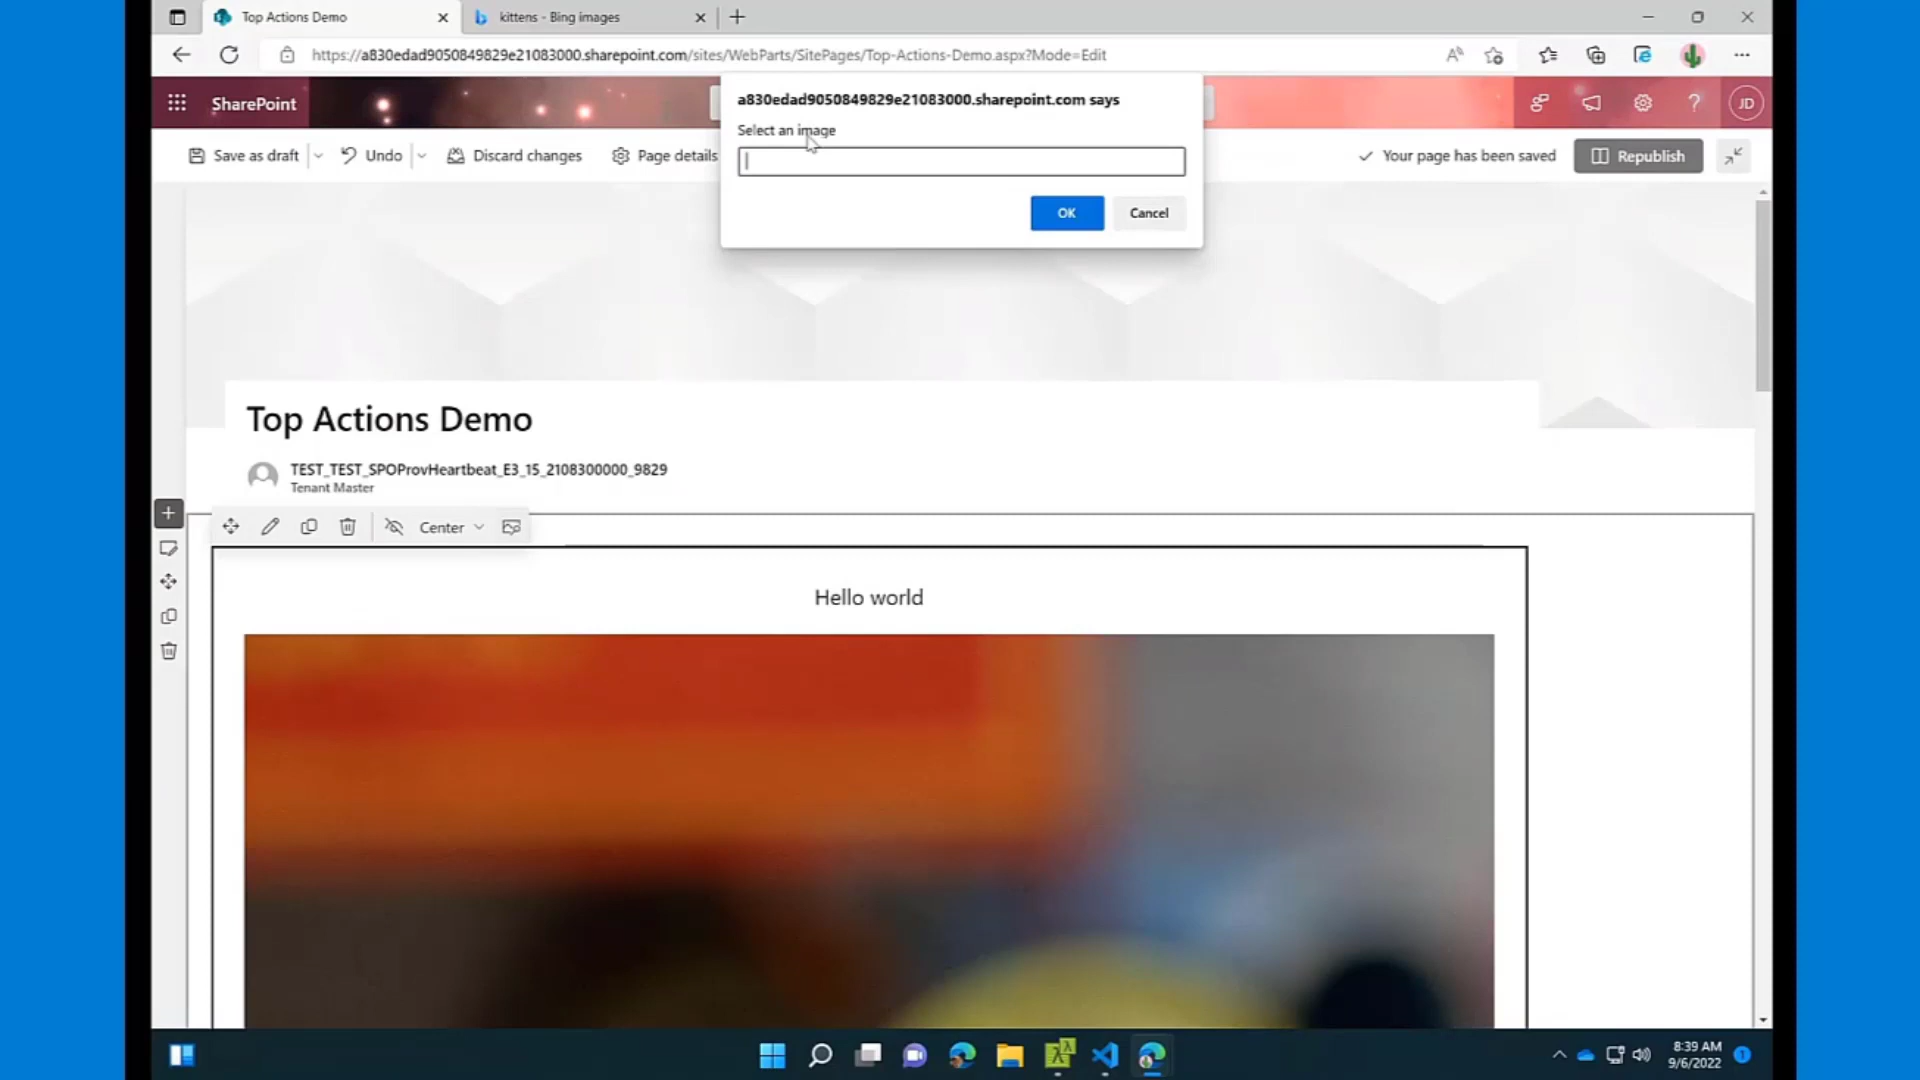 Top Actions Demo
kittens - Bing images
https://a830edad9050849829e21083000.sharepoint.com/sites/WebParts/SitePages/Top-Actions-Demo.aspx?Mode=Edit
a830edad9050849829e21083000.sharepoint.com says
Select an image
OK
Cancel
SharePoint
JD
Save as draft
Undo
Discard changes
Page details
Your page has been saved
Republish
Top Actions Demo
TEST_TEST_SPOProvHeartbeat_E3_15_2108300000_9829
Tenant Master
Center
Hello world
8:39 AM
9/6/2022
1